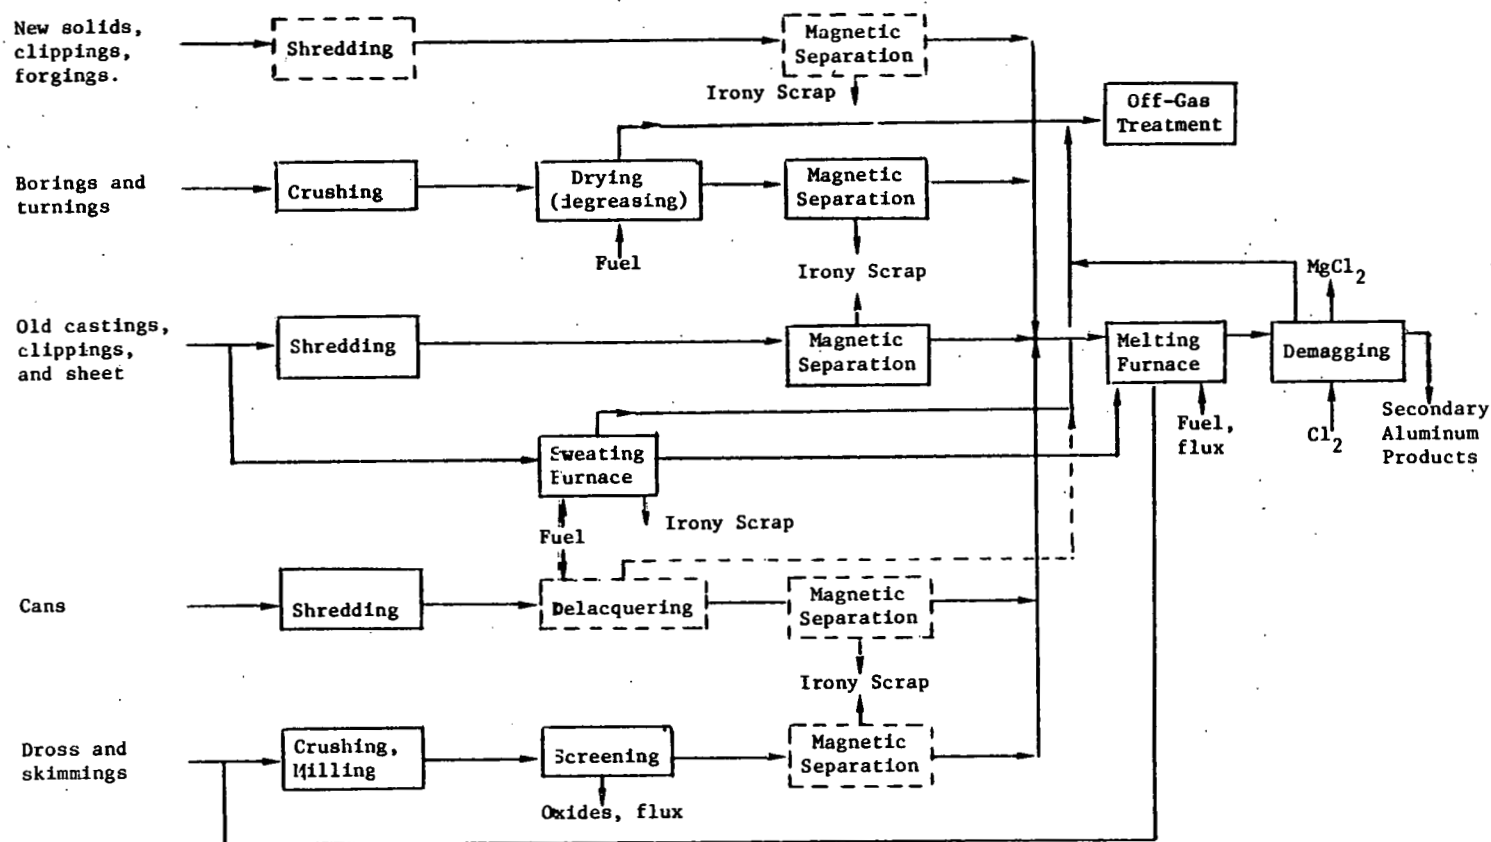 New solids,
clippings,
forgings.
Shredding
Magnetic
Separation
Irony Scrap
Off-Gas
Treatment
Borings and
turnings
Crushing
Drying
(degreasing)
Magnetic
Separation
Fuel
Irony Scrap
MgCl2
Old castings,
clippings,
and sheet
Shredding
Magnetic
Separation
Melting
Furnace
Demagging
Fuel,
flux
Cl2
Secondary
Aluminum
Products
Sweating
Furnace
Irony Scrap
Fuel
Cans
Shredding
Delacquering
Magnetic
Separation
Irony Scrap
Dross and
skimmings
Crushing,
Milling
Screening
Magnetic
Separation
Oxides, flux